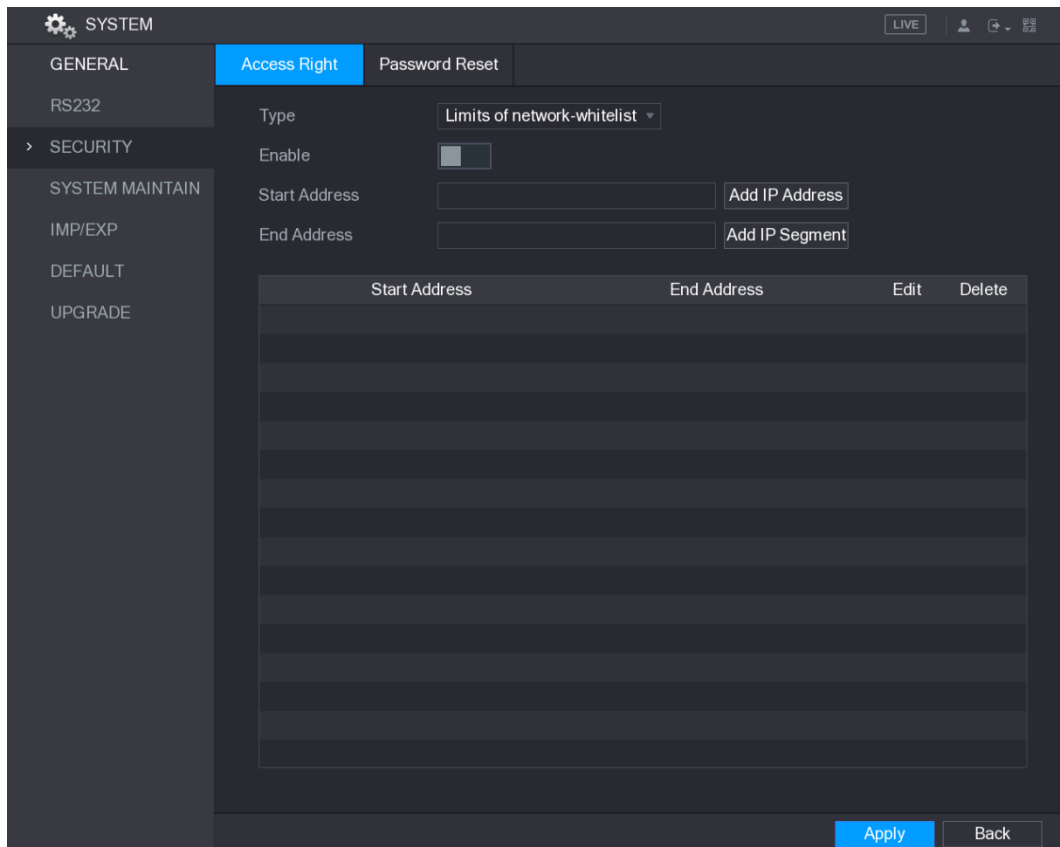 SYSTEM LIVE
GENERAL
RS232
SECURITY
SYSTEM MAINTAIN
IMP/EXP
DEFAULT
UPGRADE
Access Right Password Reset
Type Limits of network-whitelist
Enable
Start Address Add IP Address
End Address Add IP Segment
Start Address End Address Edit Delete
Apply Back